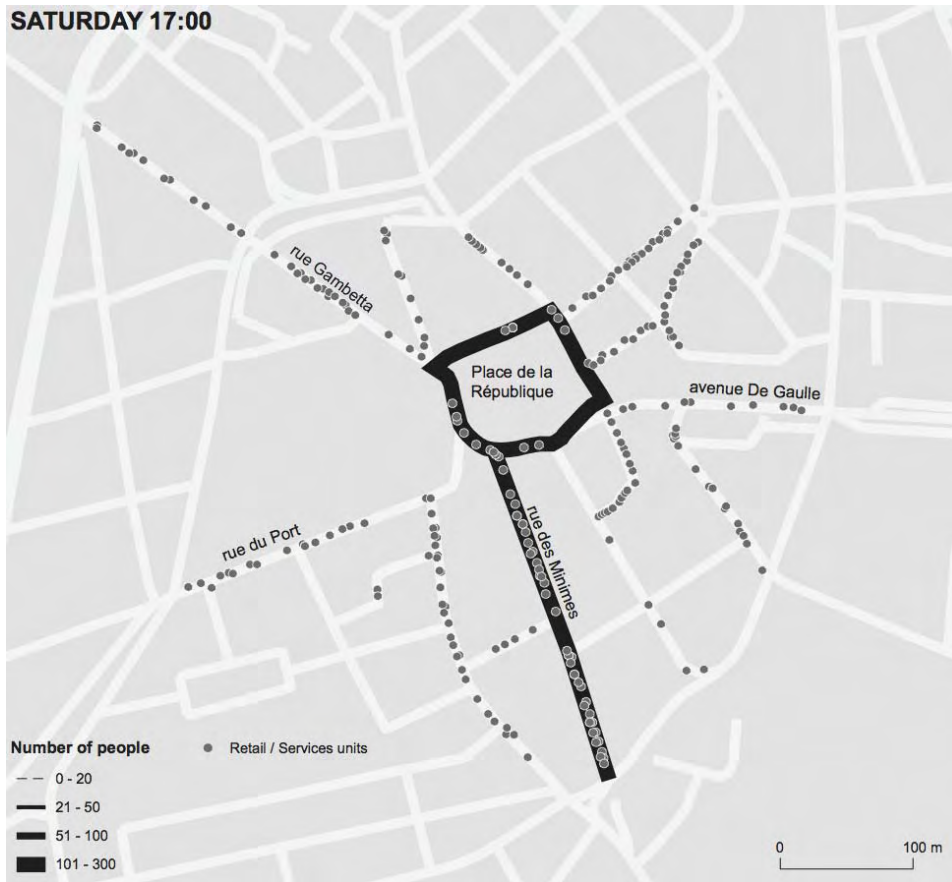 SATURDAY 17:00
rue Gambetta
Place de la
République
avenue De Gaulle
rue des Minimes
rue du Port
Number of people
Retail / Services units
0 - 20
21 - 50
51 - 100
101 - 300
0
100 m